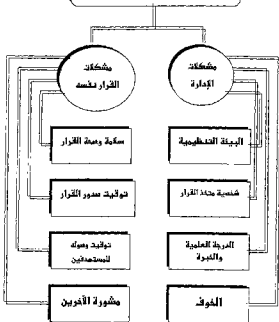 مشكلات
الإدارة
مشكلات
القرار نفسه
البيئة التنظيمية
سلامة وصحة القرار
شخصية متخذ القرار
توقيت صدور القرار
الدرجة العلمية
والخبرة
توقيت وصوله
للمستهدفين
الخوف
مشورة الآخرين